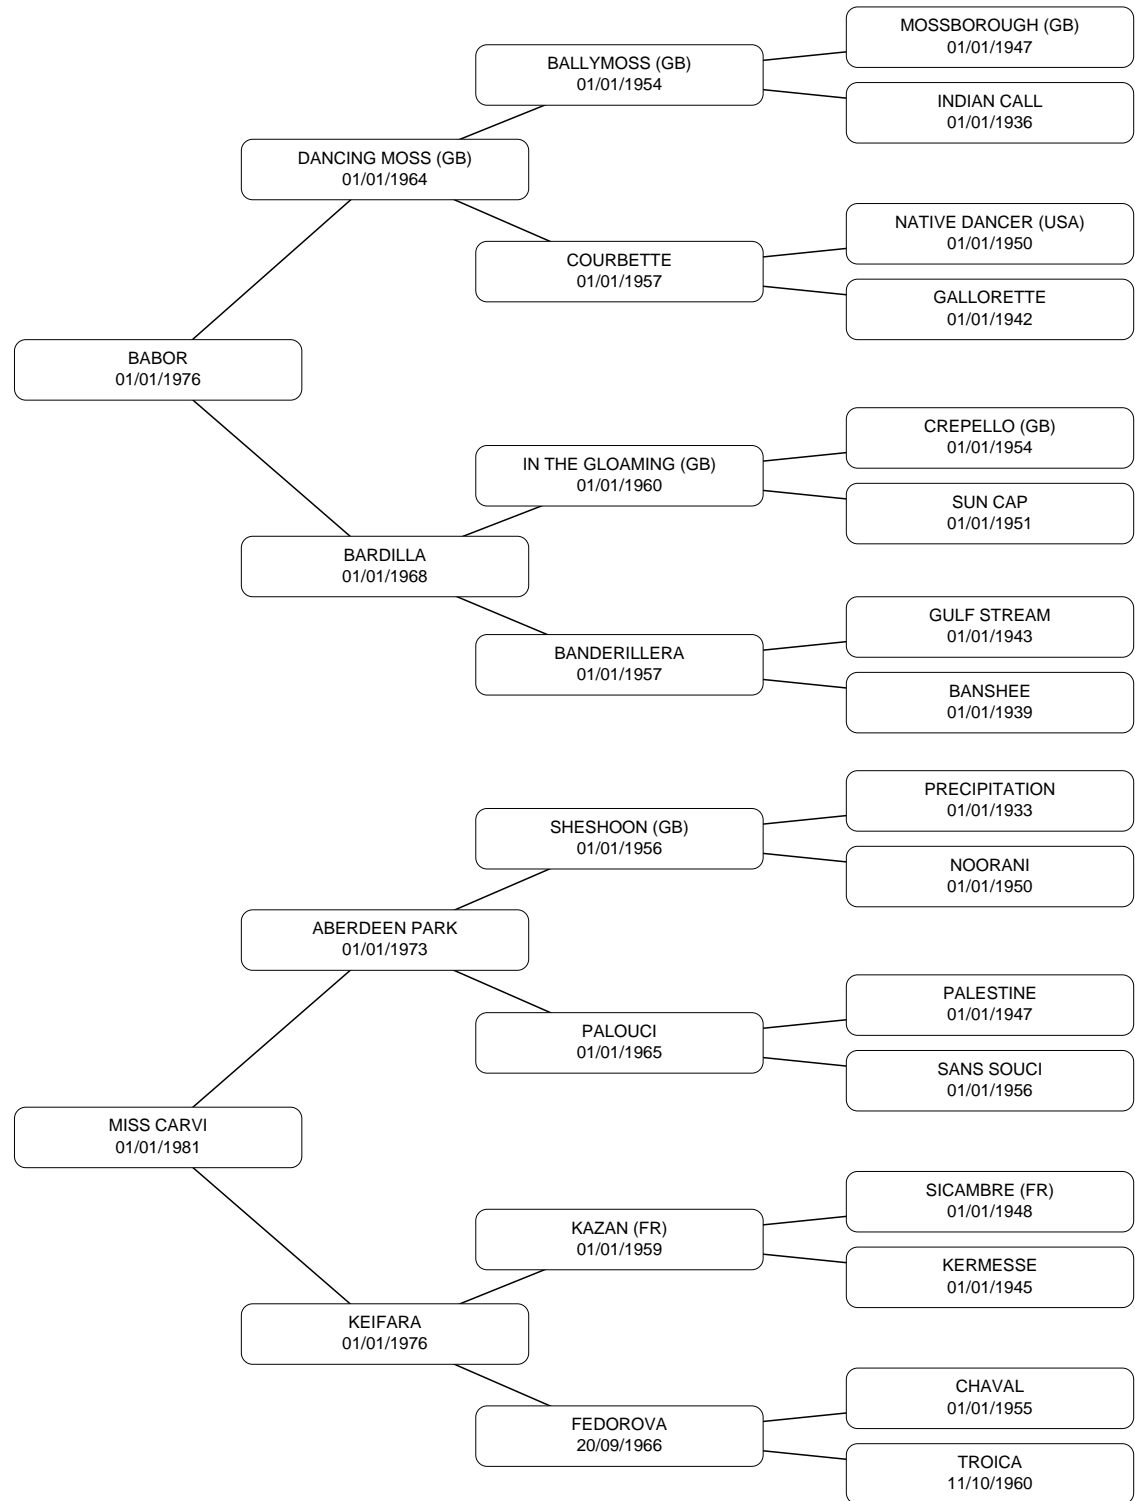 MOSSBOROUGH (GB)
01/01/1947
BALLYMOSS (GB)
01/01/1954
INDIAN CALL
01/01/1936
DANCING MOSS (GB)
01/01/1964
NATIVE DANCER (USA)
01/01/1950
COURBETTE
01/01/1957
GALLORETTE
01/01/1942
BABOR
01/01/1976
CREPELLO (GB)
01/01/1954
IN THE GLOAMING (GB)
01/01/1960
SUN CAP
01/01/1951
BARDILLA
01/01/1968
GULF STREAM
01/01/1943
BANDERILLERA
01/01/1957
BANSHEE
01/01/1939
PRECIPITATION
01/01/1933
SHESHOON (GB)
01/01/1956
NOORANI
01/01/1950
ABERDEEN PARK
01/01/1973
PALESTINE
01/01/1947
PALOUCI
01/01/1965
SANS SOUCI
01/01/1956
MISS CARVI
01/01/1981
SICAMBRE (FR)
01/01/1948
KAZAN (FR)
01/01/1959
KERMESSE
01/01/1945
KEIFARA
01/01/1976
CHAVAL
01/01/1955
FEDOROVA
20/09/1966
TROICA
11/10/1960